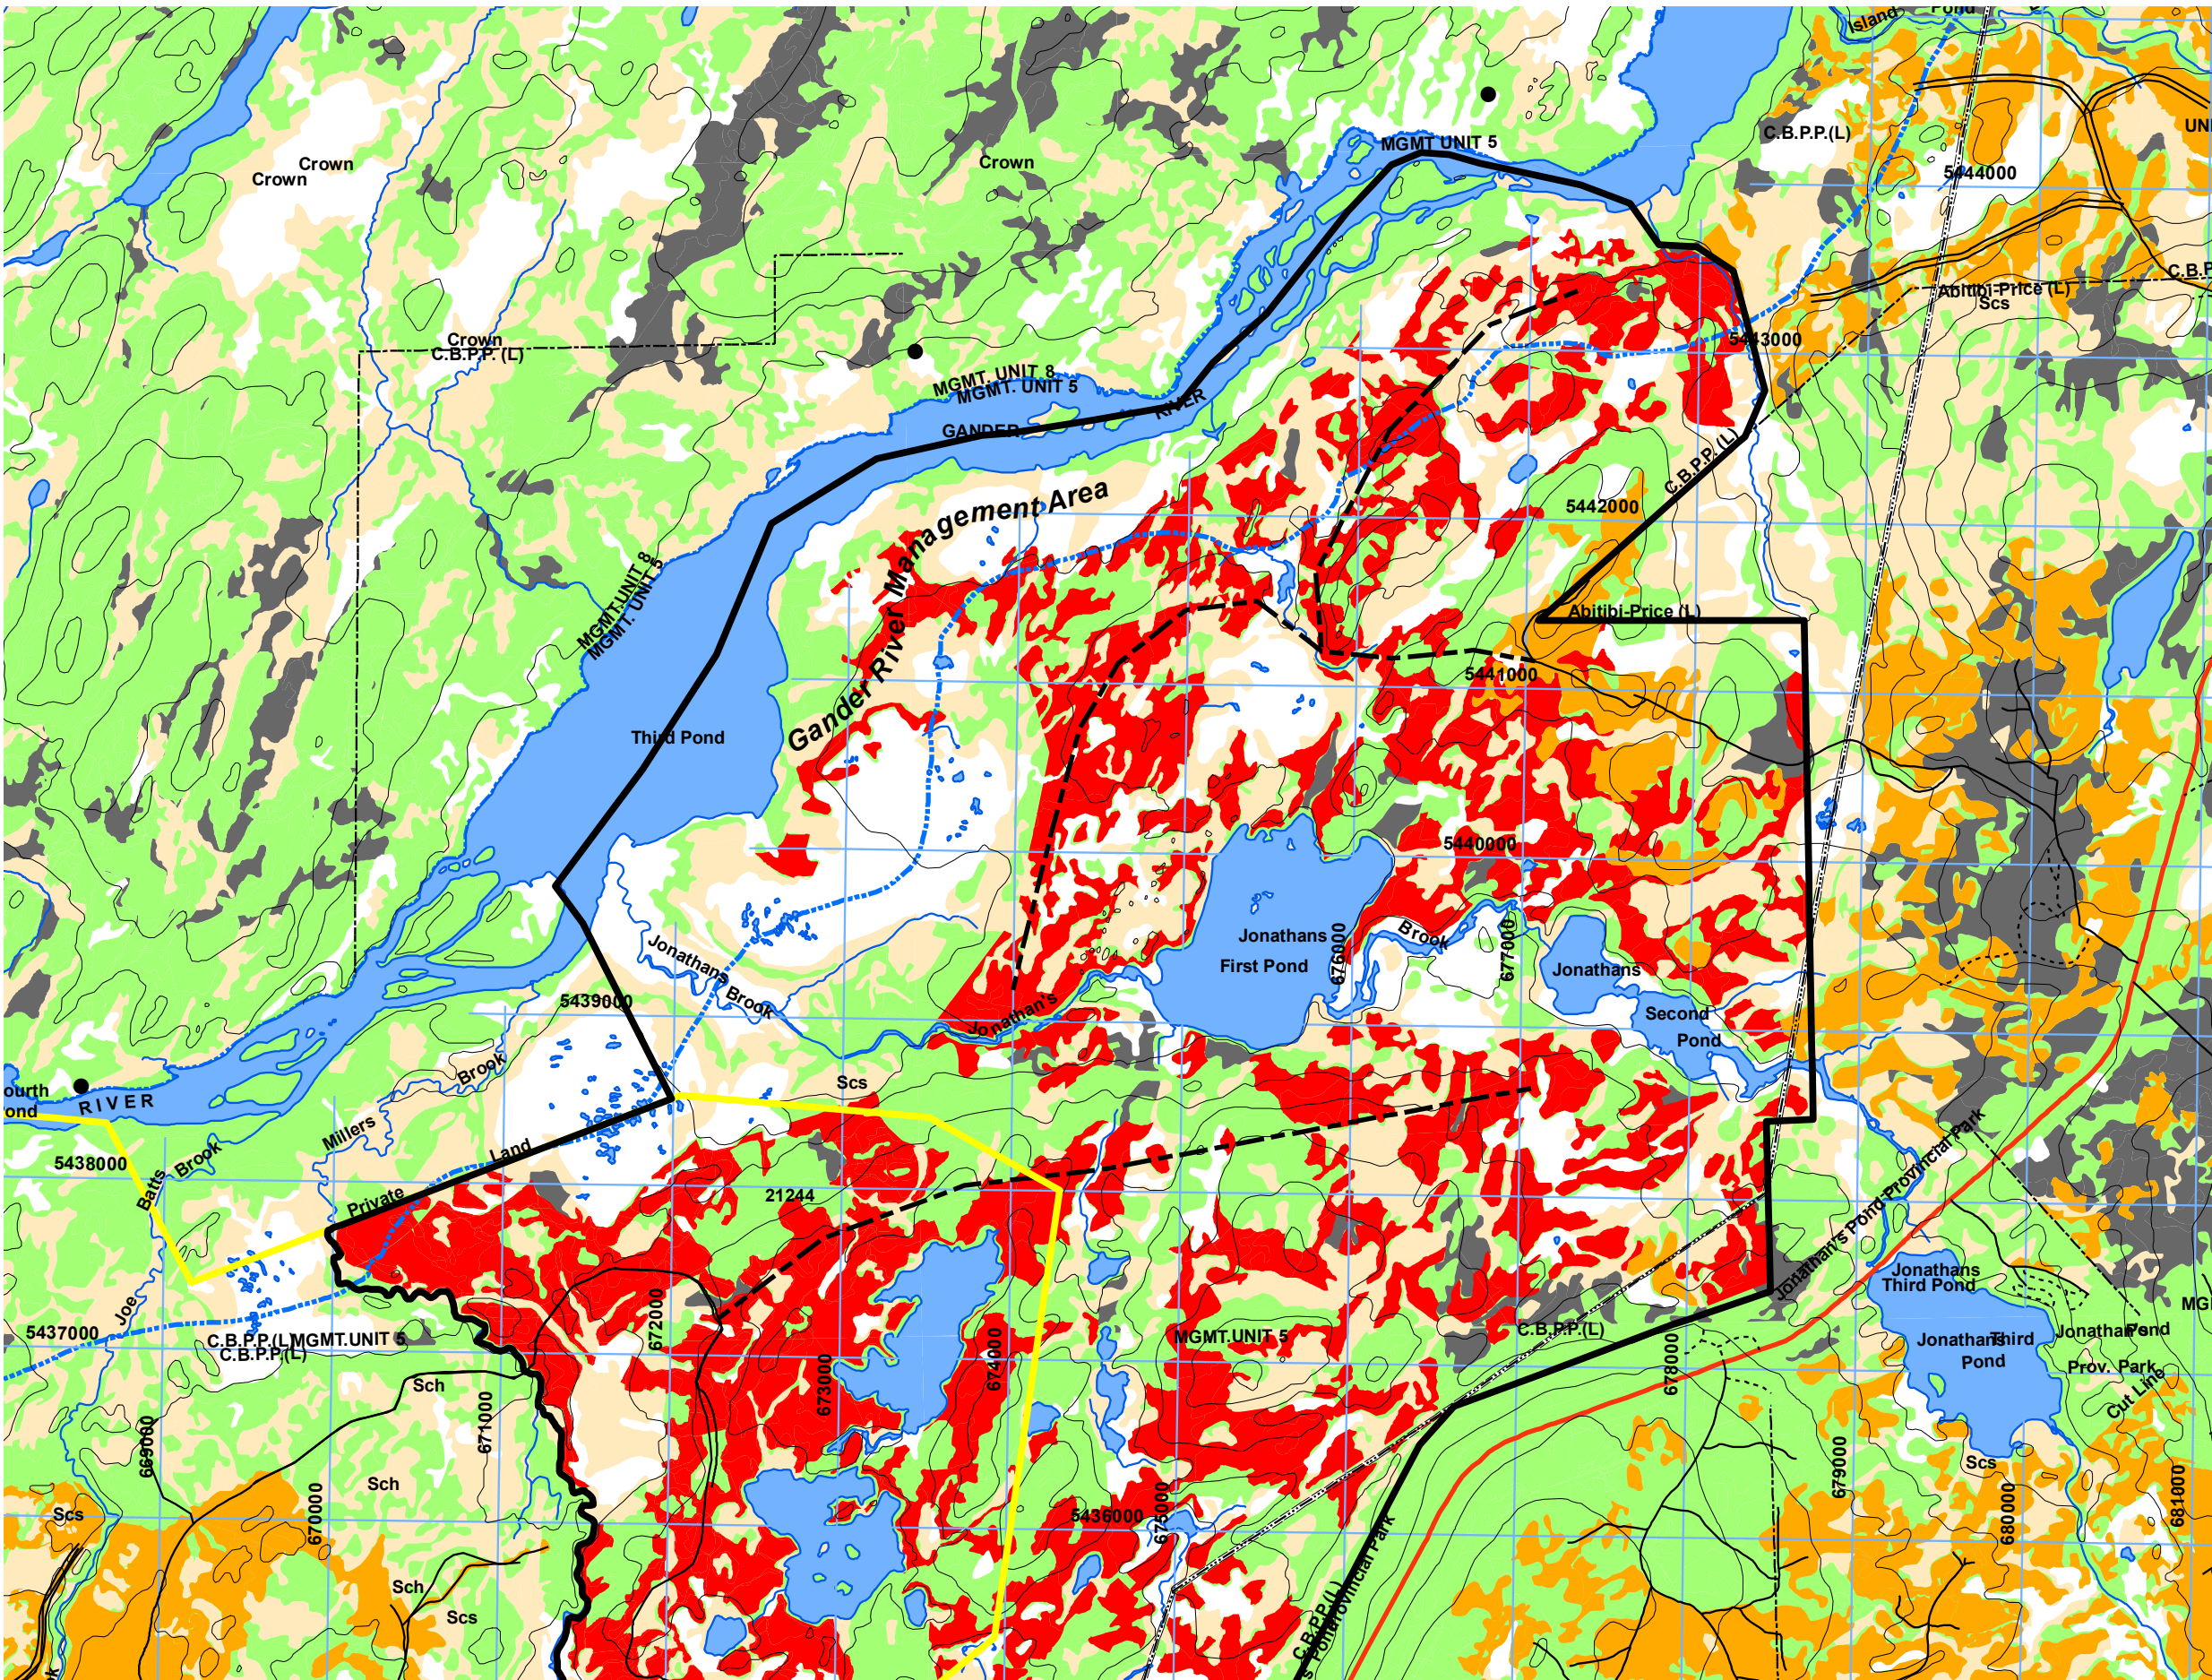 Island
Pond
UN
C.B.P.P.(L)
MGMT UNIT 5
Crown
Crown
Crown
5444000
C.B.P
Abitibi-Price (L)
Scs
Crown
C.B.P.P. (L)
5443000
MGMT. UNIT 8
MGMT. UNIT 5
RIVER
GANDER
C.B.P.P. (L)
Gander River Management Area
5442000
MGMT.UNIT 8
MGMT. UNIT 5
Abitibi-Price (L)
5441000
Third Pond
5440000
Jonathans
First Pond
676000
Brook
677000
Jonathans
Second
Pond
Jonathans
Brook
5439000
Jonathan's
Scs
Brook
Millers
ourth
ond
RIVER
5438000
Batts
Brook
Land
Private
21244
Jonathan's Pond Provincial Park
Jonathans
Third Pond
Joe
5437000
C.B.P.P.(L)
MGMT.UNIT 5
C.B.P.P.(L)
672000
673000
674000
MGMT.UNIT 5
C.B.P.P.(L)
678000
Jonathans
Third
Pond
Jonathan's
Pond
Prov. Park
Cut Line
MG
Sch
671000
669000
Sch
670000
Scs
Sch
Scs
5436000
675000
C.B.P.P.(L)
s Pond
Provincial Park
679000
Scs
680000
681000
k